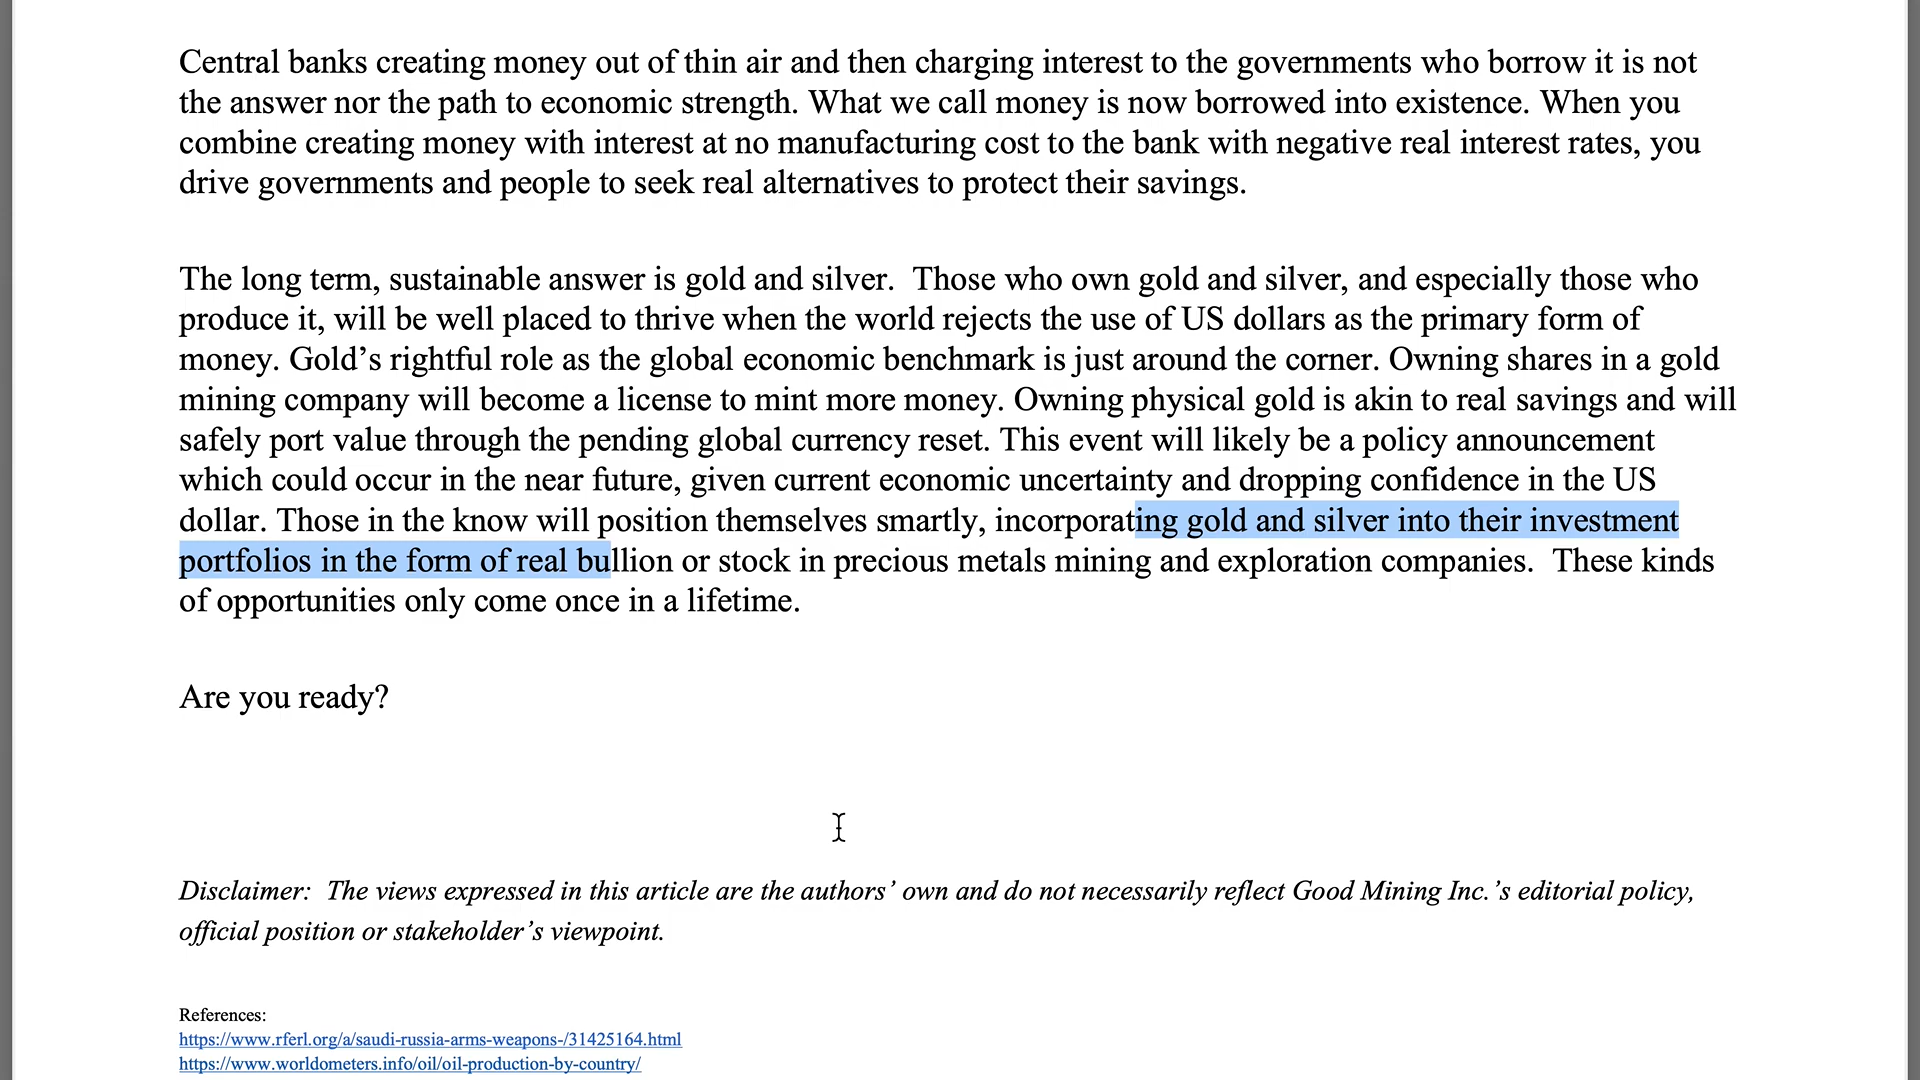 Central banks creating money out of thin air and then charging interest to the governments who borrow it is not
the answer nor the path to economic strength. What we call money is now borrowed into existence. When you
combine creating money with interest at no manufacturing cost to the bank with negative real interest rates, you
drive governments and people to seek real alternatives to protect their savings.
The long term, sustainable answer is gold and silver.  Those who own gold and silver, and especially those who
produce it, will be well placed to thrive when the world rejects the use of US dollars as the primary form of
money. Gold’s rightful role as the global economic benchmark is just around the corner. Owning shares in a gold
mining company will become a license to mint more money. Owning physical gold is akin to real savings and will
safely port value through the pending global currency reset. This event will likely be a policy announcement
which could occur in the near future, given current economic uncertainty and dropping confidence in the US
dollar. Those in the know will position themselves smartly, incorporating gold and silver into their investment
portfolios in the form of real bullion or stock in precious metals mining and exploration companies.  These kinds
of opportunities only come once in a lifetime.
Are you ready?
Disclaimer:  The views expressed in this article are the authors’ own and do not necessarily reflect Good Mining Inc.’s editorial policy,
official position or stakeholder’s viewpoint.
References:
https://www.rferl.org/a/saudi-russia-arms-weapons-/31425164.html
https://www.worldometers.info/oil/oil-production-by-country/